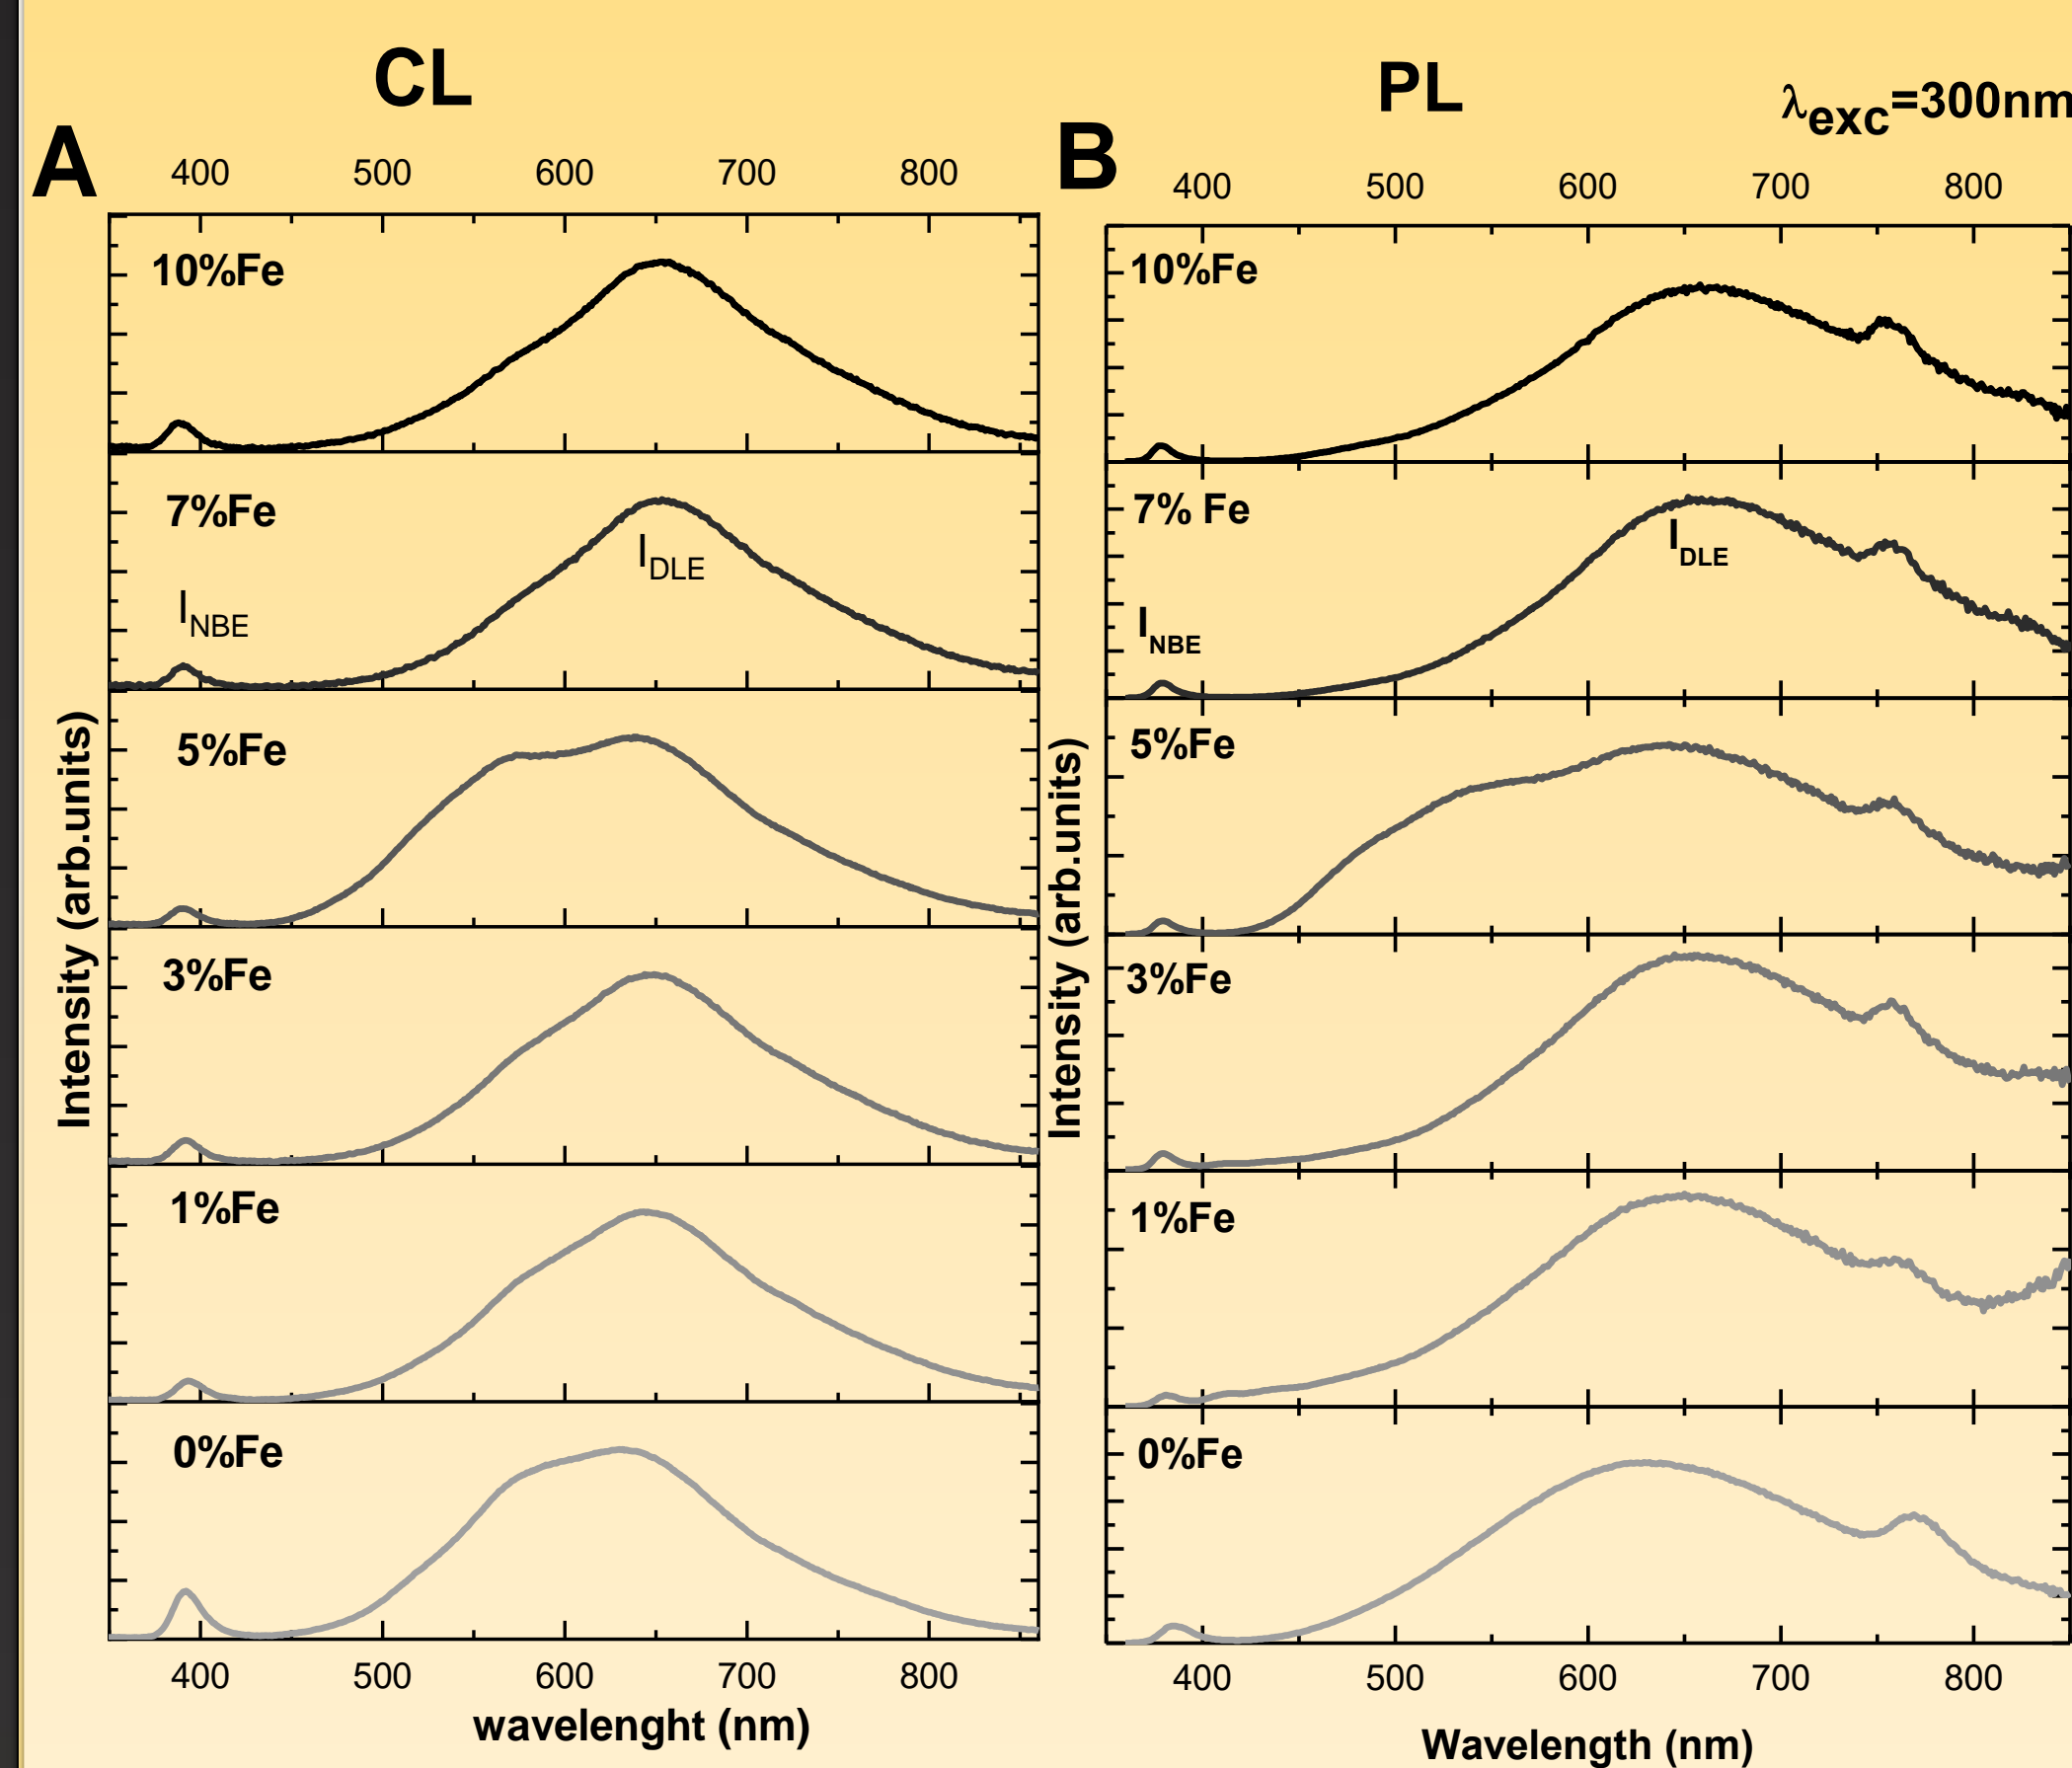 CL
PL
λexc=300nm
A
B
400 500 600 700 800
400 500 600 700 800
10%Fe
7%Fe
INBE
IDLE
5%Fe
3%Fe
1%Fe
0%Fe
Intensity (arb.units)
400 500 600 700 800
wavelenght (nm)
10%Fe
7% Fe
INBE
IDLE
5%Fe
3%Fe
1%Fe
0%Fe
Intensity (arb.units)
400 500 600 700 800
Wavelength (nm)